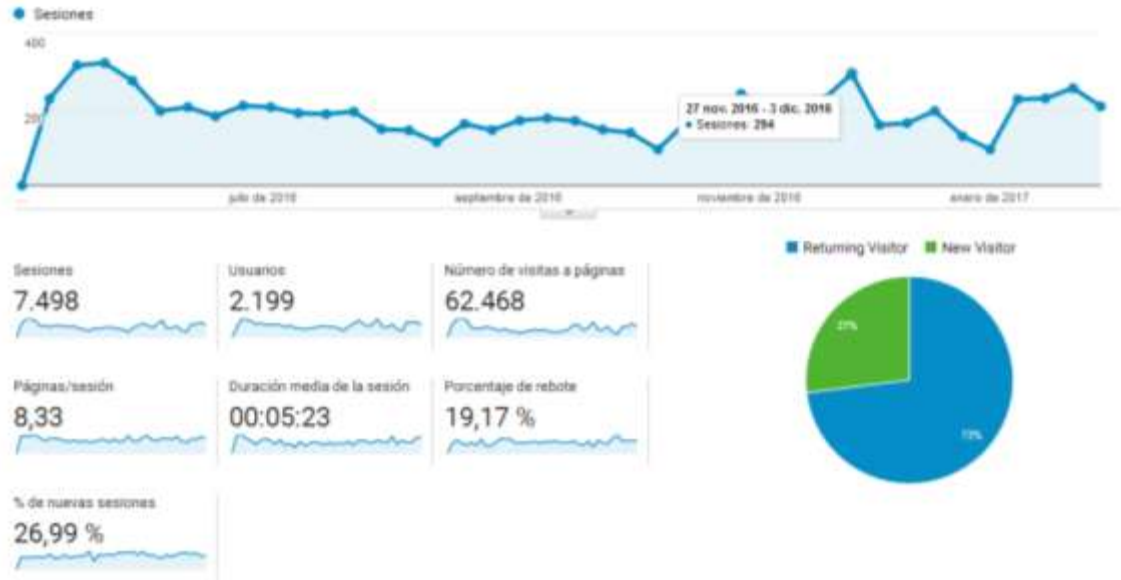 Sesiones
400
200
27 nov. 2016 - 3 dic. 2016
Sesiones: 294
julio de 2016
septiembre de 2016
noviembre de 2016
enero de 2017
Returning Visitor
New Visitor
Sesiones
Usuarios
Número de visitas a páginas
7.498
2.199
62.468
Páginas/sesión
Duración media de la sesión
Porcentaje de rebote
8,33
00:05:23
19,17 %
27%
73%
% de nuevas sesiones
26,99 %